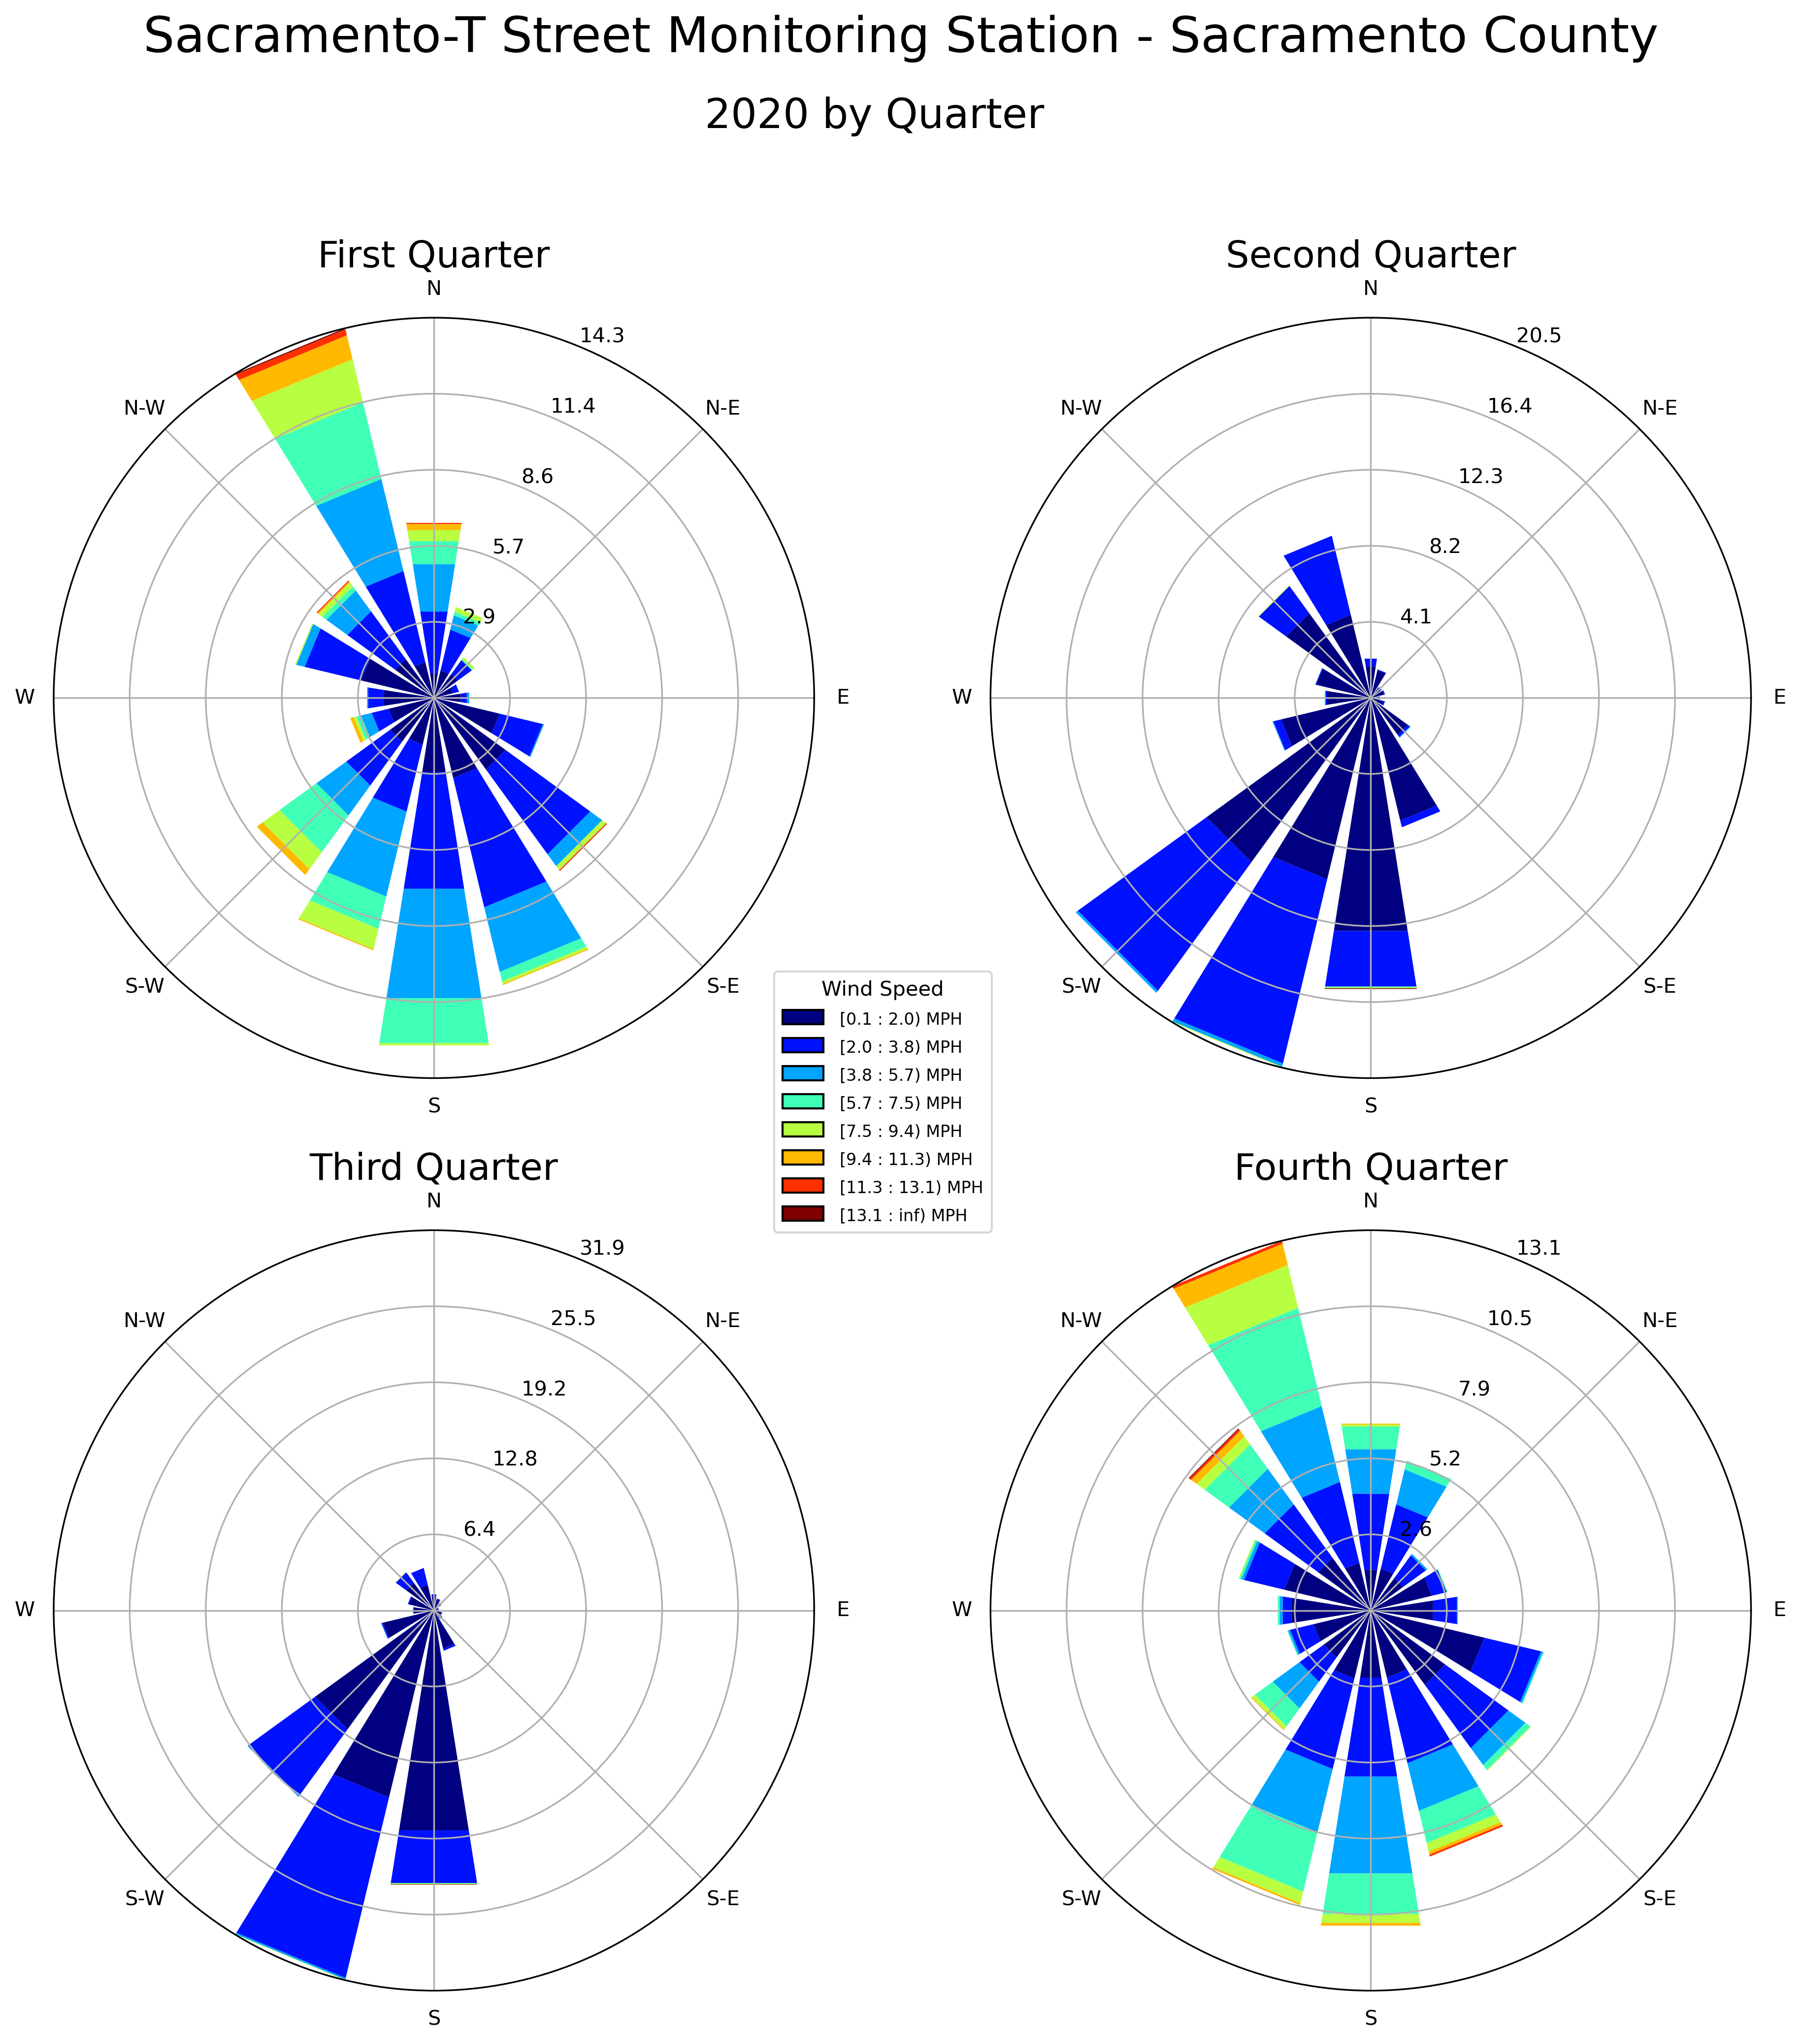 Sacramento-T Street Monitoring Station - Sacramento County
2020 by Quarter
First Quarter
N
N-E
E
S-E
S
S-W
W
N-W
14.3
11.4
8.6
5.7
2.9
Second Quarter
N
N-E
E
S-E
S
S-W
W
N-W
20.5
16.4
12.3
8.2
4.1
Wind Speed
[0.1 : 2.0) MPH
[2.0 : 3.8) MPH
[3.8 : 5.7) MPH
[5.7 : 7.5) MPH
[7.5 : 9.4) MPH
[9.4 : 11.3) MPH
[11.3 : 13.1) MPH
[13.1 : inf) MPH
Third Quarter
N
N-E
E
S-E
S
S-W
W
N-W
31.9
25.5
19.2
12.8
6.4
Fourth Quarter
N
N-E
E
S-E
S
S-W
W
N-W
13.1
10.5
7.9
5.2
2.6